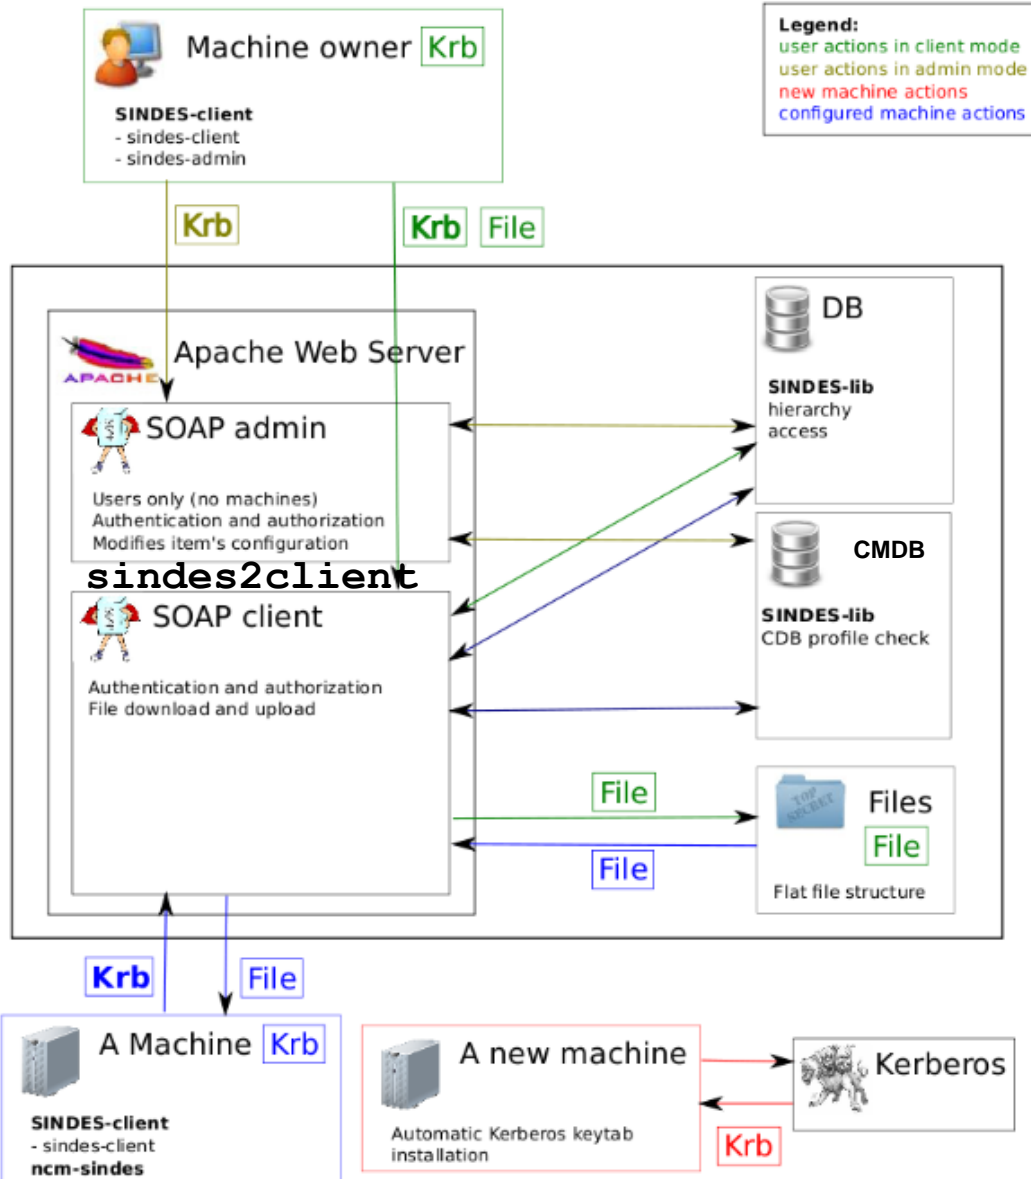 Machine owner Krb
SINDES-client
- sindes-client
- sindes-admin
Legend:
user actions in client mode
user actions in admin mode
new machine actions
configured machine actions
Krb
Krb File
Apache Web Server
APACHE
SOAP admin
Users only (no machines)
Authentication and authorization
Modifies item's configuration
sindes2client
SOAP client
Authentication and authorization
File download and upload
DB
SINDES-lib
hierarchy
access
CMDB
SINDES-lib
CDB profile check
File
File
TOP
SECRET
Files
File
Flat file structure
Krb
File
A Machine Krb
SINDES-client
- sindes-client
ncm-sindes
A new machine
Automatic Kerberos keytab
installation
Krb
Kerberos